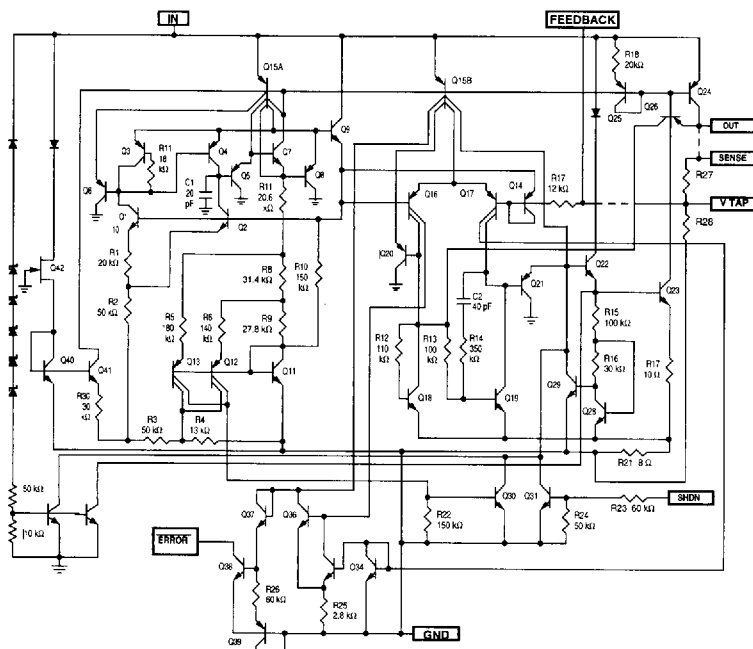 IN
FEEDBACK
Q15A
Q15B
R18
20kΩ
Q24
Q25
Q26
OUT
Q3
R11
18
kΩ
Q4
Q5
Q7
Q9
Q8
Q6
C1
20
pF
R11
20.6
kΩ
Q1
10
Q2
Q16
Q17
Q14
R17
12 kΩ
SENSE
R27
V TAP
R28
R1
20 kΩ
R2
50 kΩ
R8
31.4 kΩ
R10
150
kΩ
R9
27.8 kΩ
R5
180
kΩ
R6
140
kΩ
Q20
Q21
Q22
Q23
C2
40 pF
R15
100 kΩ
R16
30 kΩ
R17
10 Ω
Q42
Q40
Q41
R30
30
kΩ
Q13
Q12
Q11
R12
110
kΩ
R13
100
kΩ
R14
350
kΩ
Q18
Q19
Q29
Q28
R3
50 kΩ
R4
13 kΩ
R21 8 Ω
50 kΩ
10 kΩ
Q37
Q36
R22
150 kΩ
Q30
Q31
R24
50 kΩ
R23 60 kΩ
SHDN
ERROR
Q38
R26
60 kΩ
Q34
R25
2.8 kΩ
Q39
GND